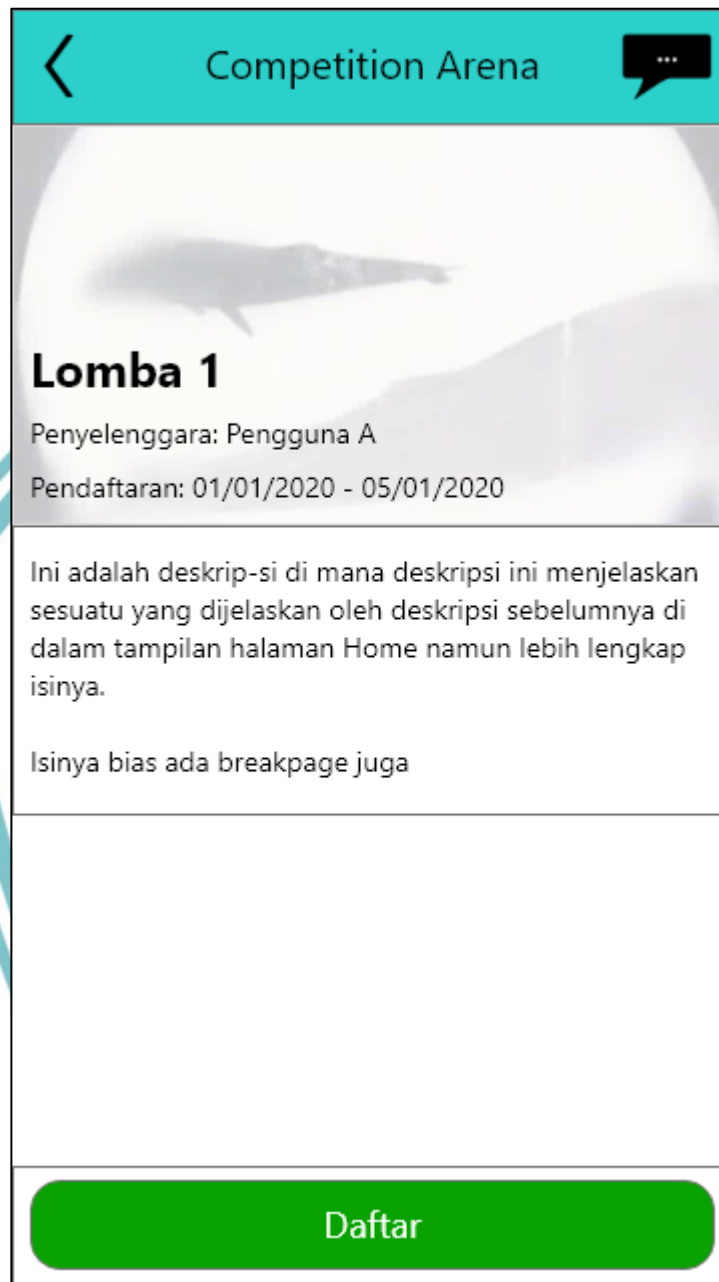 Competition Arena
...
Lomba 1
Penyelenggara: Pengguna A
Pendaftaran: 01/01/2020 - 05/01/2020
Ini adalah deskrip-si di mana deskripsi ini menjelaskan
sesuatu yang dijelaskan oleh deskripsi sebelumnya di
dalam tampilan halaman Home namun lebih lengkap
isinya.
Isinya bias ada breakpage juga
Daftar